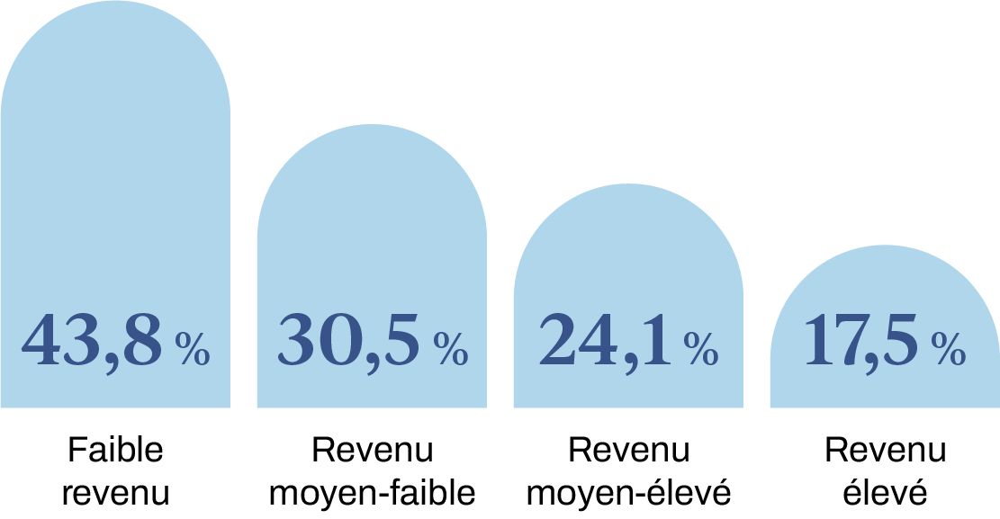 43,8 %
30,5 %
24,1 %
17,5 %
Faible
revenu
Revenu
moyen-faible
Revenu
moyen-élevé
Revenu
élevé